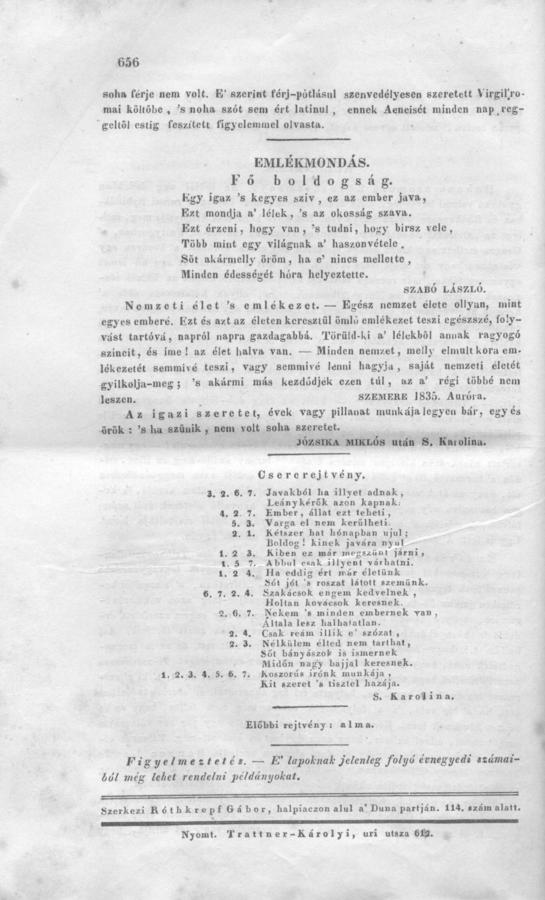 656
soha férje nem volt. E' szerint férj-pótlásul szenvedélyesen szeretett Virgil ro-
mai költőbe, 's noha szót sem ért latinul, ennek Aeneisét minden nap reg-
geltől estig feszített figyelemmel olvasta.
EMLÉKMONDÁS.
Fő boldogság.
Egy igaz 's kegyes szív, ez az ember java,
Ezt mondja a' lélek, 's az okosság szava.
Ezt érzeni, hogy van, 's tudni, hogy birsz vele,
Több mint egy világnak a' haszonvétele.
Sőt akármelly öröm, ha e' nincs mellette,
Minden édességét hóra helyeztette.
SZABÓ LÁSZLÓ.
Nemzeti élet 's emlékezet. — Egész nemzet élete ollyan, mint
egyes emberé. Ezt és azt az életen keresztül ömlő emlékezet teszi egészszé, foly-
vást tartóvá, napról napra gazdagabbá. Törüld-ki a' lélekből annak ragyogó
színeit, és íme! az élet halva van. — Minden nemzet, melly elmult kora em-
lékezetét semmivé teszi, vagy semmivé lenni hagyja, saját nemzeti életét
gyilkolja-meg; 's akármi más kezdődjék ezen túl, az a' régi többé nem
leszen. SZEMERE 1835. Auróra.
Az igazi szeretet, évek vagy pillanat munkája legyen bár, egy és
örök: 's ha szünik, nem volt soha szeretet.
JÓZSIKA MIKLÓS után S. Karolina.
Csererejtvény.
3. 2. 6. 7. Javakból ha illyet adnak,
Leánykérők azon kapnak.
4. 2. 7. Ember, állat ezt teheti,
5. 3. Varga el nem kerülheti.
2. 1. Kétszer hat hónapban ujul;
Boldog! kinek javára nyul
1. 2 3. Kiben ez már megszünt járni,
1. 5 7. Abbul csak illyent várhatni.
1. 2 4. Ha eddig ért már életünk
Sőt jót 's roszat látott szemünk.
6. 7. 2. 4. Szakácsok engem kedvelnek,
Holtan kovácsok keresnek.
2. 6. 7. Nekem 's minden embernek van,
Általa lesz halhatatlan.
2. 4. Csak reám illik e' szózat,
2. 3. Nélkülem élted nem tarthat,
Sőt bányászok is ismernek
Midőn nagy bajjal keresnek.
1. 2. 3. 4. 5. 6. 7. Koszorús irónk munkája,
Kit szeret 's tisztel hazája.
S. Karolina.
Előbbi rejtvény: alma.
Figyelmeztetés. — E' lapoknak jelenleg folyó évnegyedi számai-
ból még lehet rendelni példányokat.
Szerkezi Róthkrepf Gábor, halpiaczon alul a' Duna partján. 114. szám alatt.
Nyomt. Trattner-Károlyi, uri utsza 612.